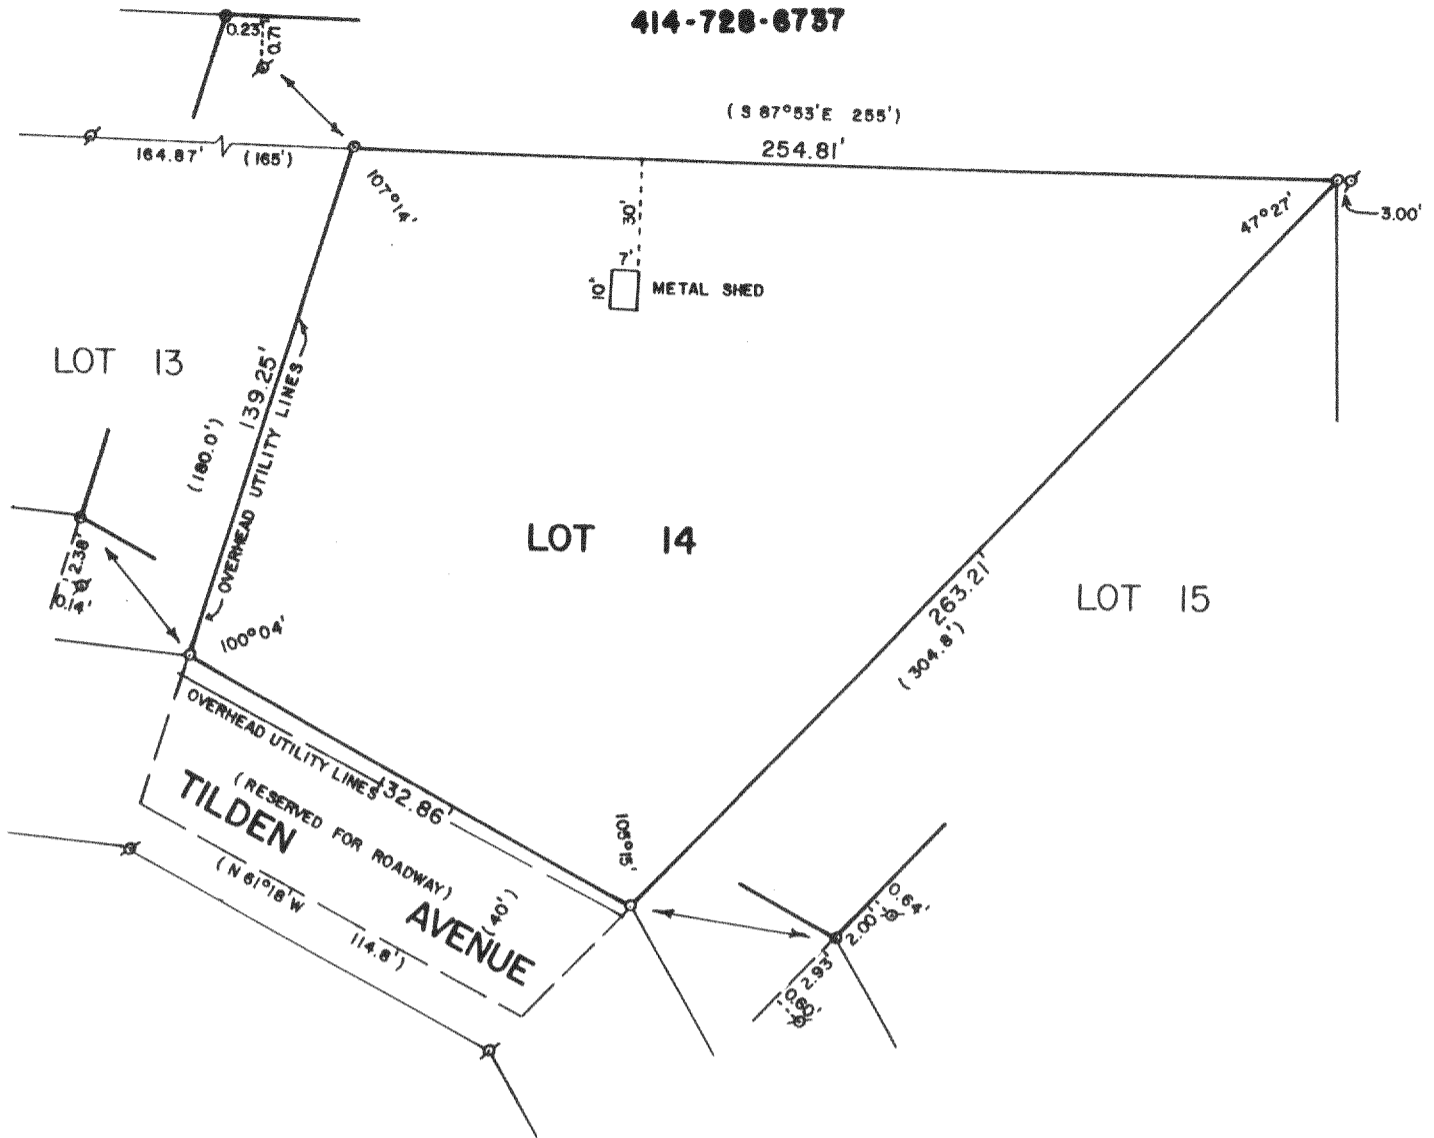 414-728-6737
0.23'
0.71'
(S 87°53'E 255')
254.81'
164.87' (165')
107°14'
47°27'
3.00'
30'
7'
10'
METAL SHED
LOT 13
139.25'
(180.0')
OVERHEAD UTILITY LINES
LOT 14
263.21'
(304.8')
LOT 15
2.38'
0.14'
100°04'
OVERHEAD UTILITY LINES
132.86'
(RESERVED FOR ROADWAY)
TILDEN AVENUE
(40')
(N 61°18'W 114.8')
105°15'
0.64'
2.00'
2.93'
0.60'